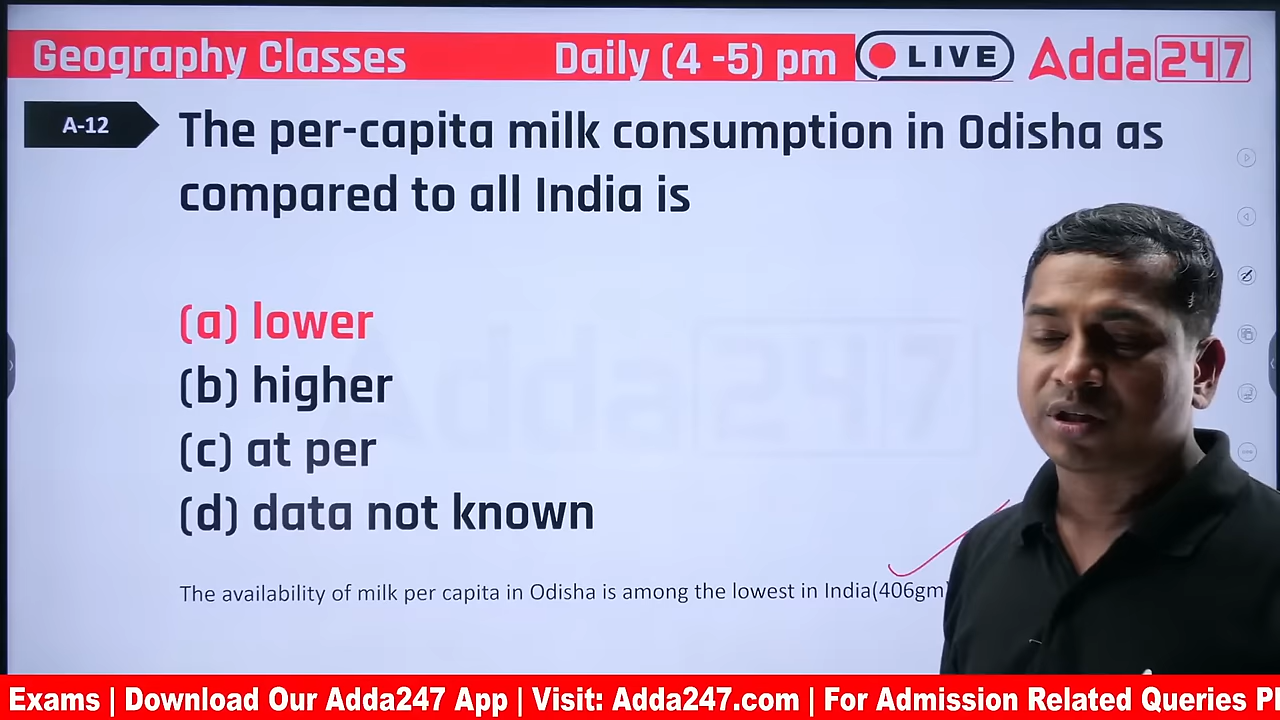 Geography Classes Daily (4 -5) pm LIVE Adda247
A-12 The per-capita milk consumption in Odisha as
compared to all India is
(a) lower
(b) higher
(c) at per
(d) data not known
The availability of milk per capita in Odisha is among the lowest in India(406gm)
Exams | Download Our Adda247 App | Visit: Adda247.com | For Admission Related Queries